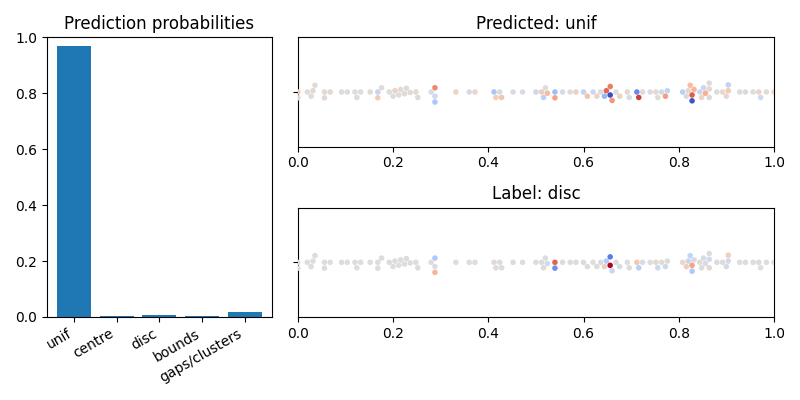 Prediction probabilities
1.0
0.8
0.6
0.4
0.2
0.0
unif
centre
disc
bounds
gaps/clusters
Predicted: unif
0.0 0.2 0.4 0.6 0.8 1.0
Label: disc
0.0 0.2 0.4 0.6 0.8 1.0